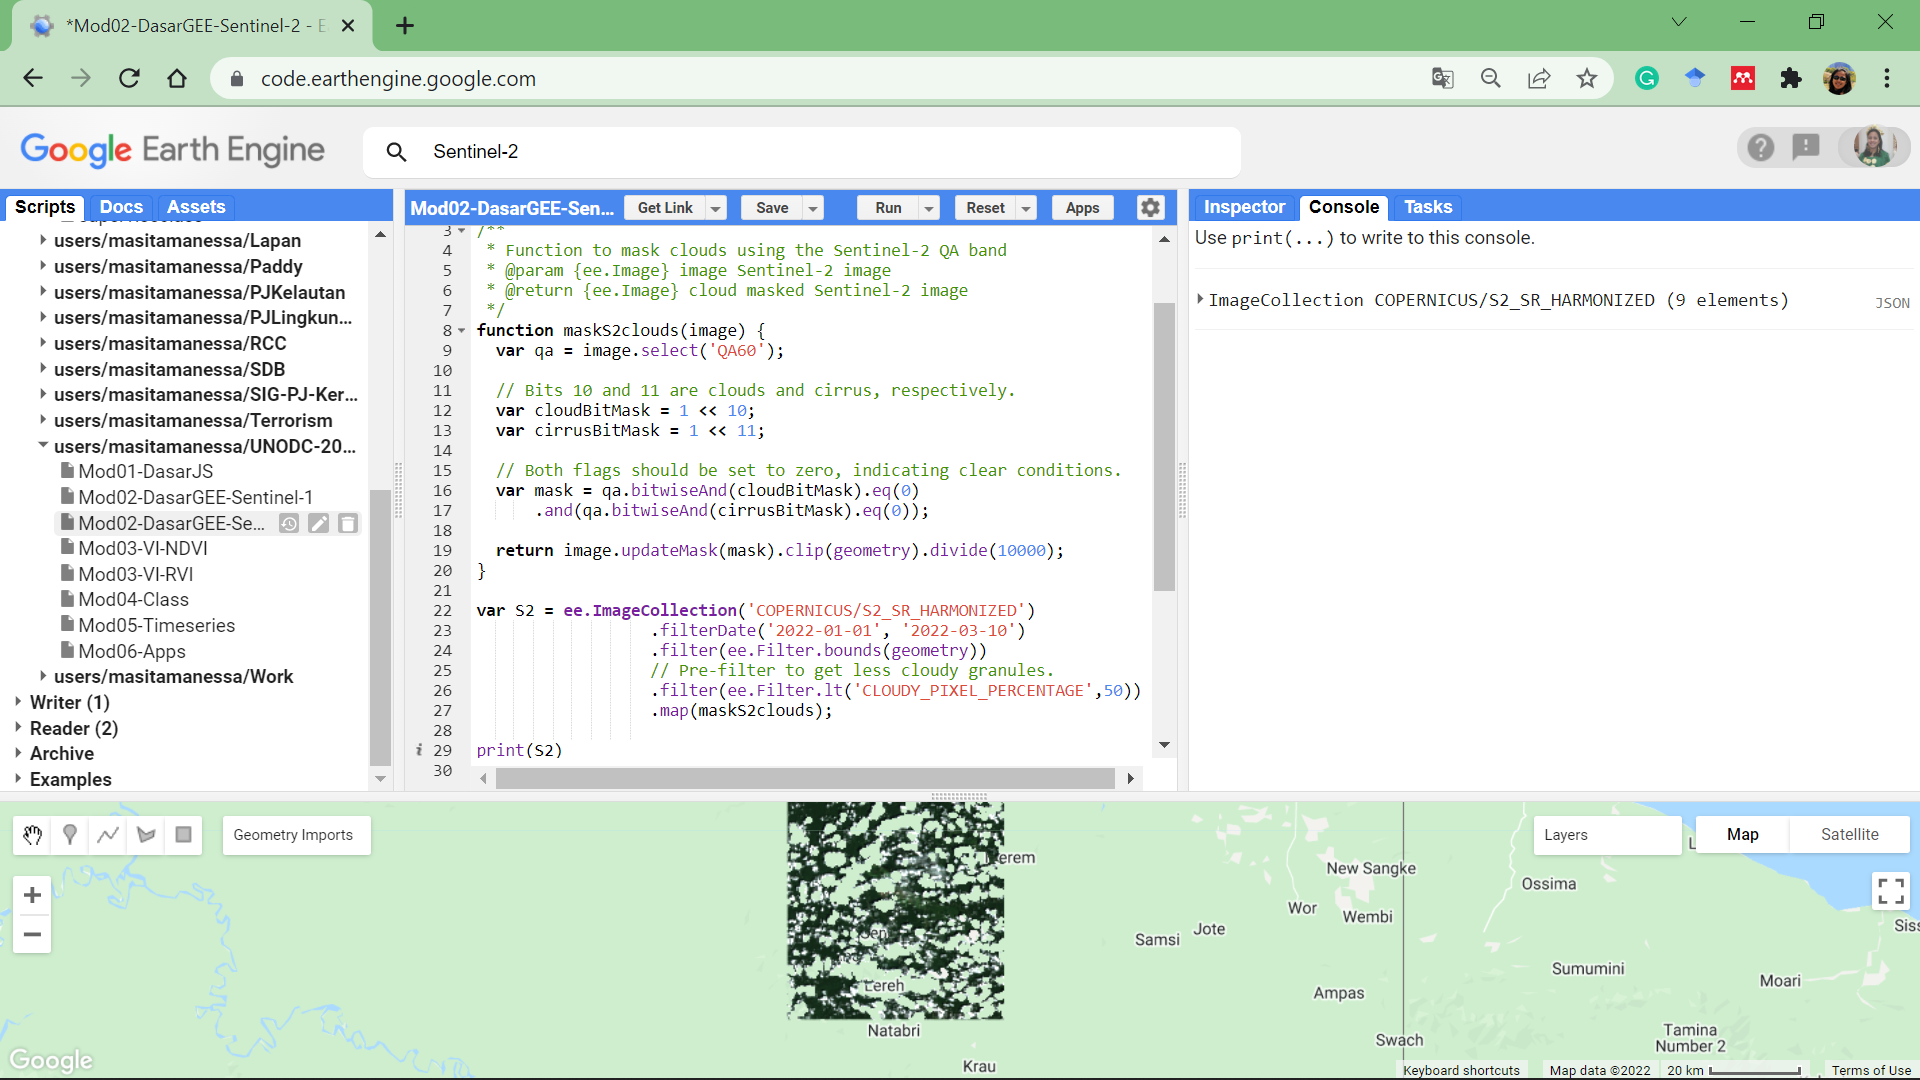 *Mod02-DasarGEE-Sentinel-2 - E
code.earthengine.google.com
Google Earth Engine
Sentinel-2
Scripts
Docs
Assets
users/masitamanessa/Lapan
users/masitamanessa/Paddy
users/masitamanessa/PJKelautan
users/masitamanessa/PJLingkun...
users/masitamanessa/RCC
users/masitamanessa/SDB
users/masitamanessa/SIG-PJ-Ker...
users/masitamanessa/Terrorism
users/masitamanessa/UNODC-20...
Mod01-DasarJS
Mod02-DasarGEE-Sentinel-1
Mod02-DasarGEE-Se...
Mod03-VI-NDVI
Mod03-VI-RVI
Mod04-Class
Mod05-Timeseries
Mod06-Apps
users/masitamanessa/Work
Writer (1)
Reader (2)
Archive
Examples
Mod02-DasarGEE-Sen...
Get Link
Save
Run
Reset
Apps
3 /**
4 * Function to mask clouds using the Sentinel-2 QA band
5 * @param {ee.Image} image Sentinel-2 image
6 * @return {ee.Image} cloud masked Sentinel-2 image
7 */
8 function maskS2clouds(image) {
9 var qa = image.select('QA60');
10
11 // Bits 10 and 11 are clouds and cirrus, respectively.
12 var cloudBitMask = 1 << 10;
13 var cirrusBitMask = 1 << 11;
14
15 // Both flags should be set to zero, indicating clear conditions.
16 var mask = qa.bitwiseAnd(cloudBitMask).eq(0)
17 .and(qa.bitwiseAnd(cirrusBitMask).eq(0));
18
19 return image.updateMask(mask).clip(geometry).divide(10000);
20 }
21
22 var S2 = ee.ImageCollection('COPERNICUS/S2_SR_HARMONIZED')
23 .filterDate('2022-01-01', '2022-03-10')
24 .filter(ee.Filter.bounds(geometry))
25 // Pre-filter to get less cloudy granules.
26 .filter(ee.Filter.lt('CLOUDY_PIXEL_PERCENTAGE',50))
27 .map(maskS2clouds);
28
i 29 print(S2)
30
Inspector
Console
Tasks
Use print(...) to write to this console.
ImageCollection COPERNICUS/S2_SR_HARMONIZED (9 elements)
JSON
Geometry Imports
Layers
Map
Satellite
New Sangke
Ossima
Wor
Wembi
Siss
Jote
Samsi
Sumumini
Lereh
Moari
Ampas
Natabri
Tamina
Number 2
Swach
Krau
Google
Keyboard shortcuts
Map data ©2022
20 km
Terms of Use